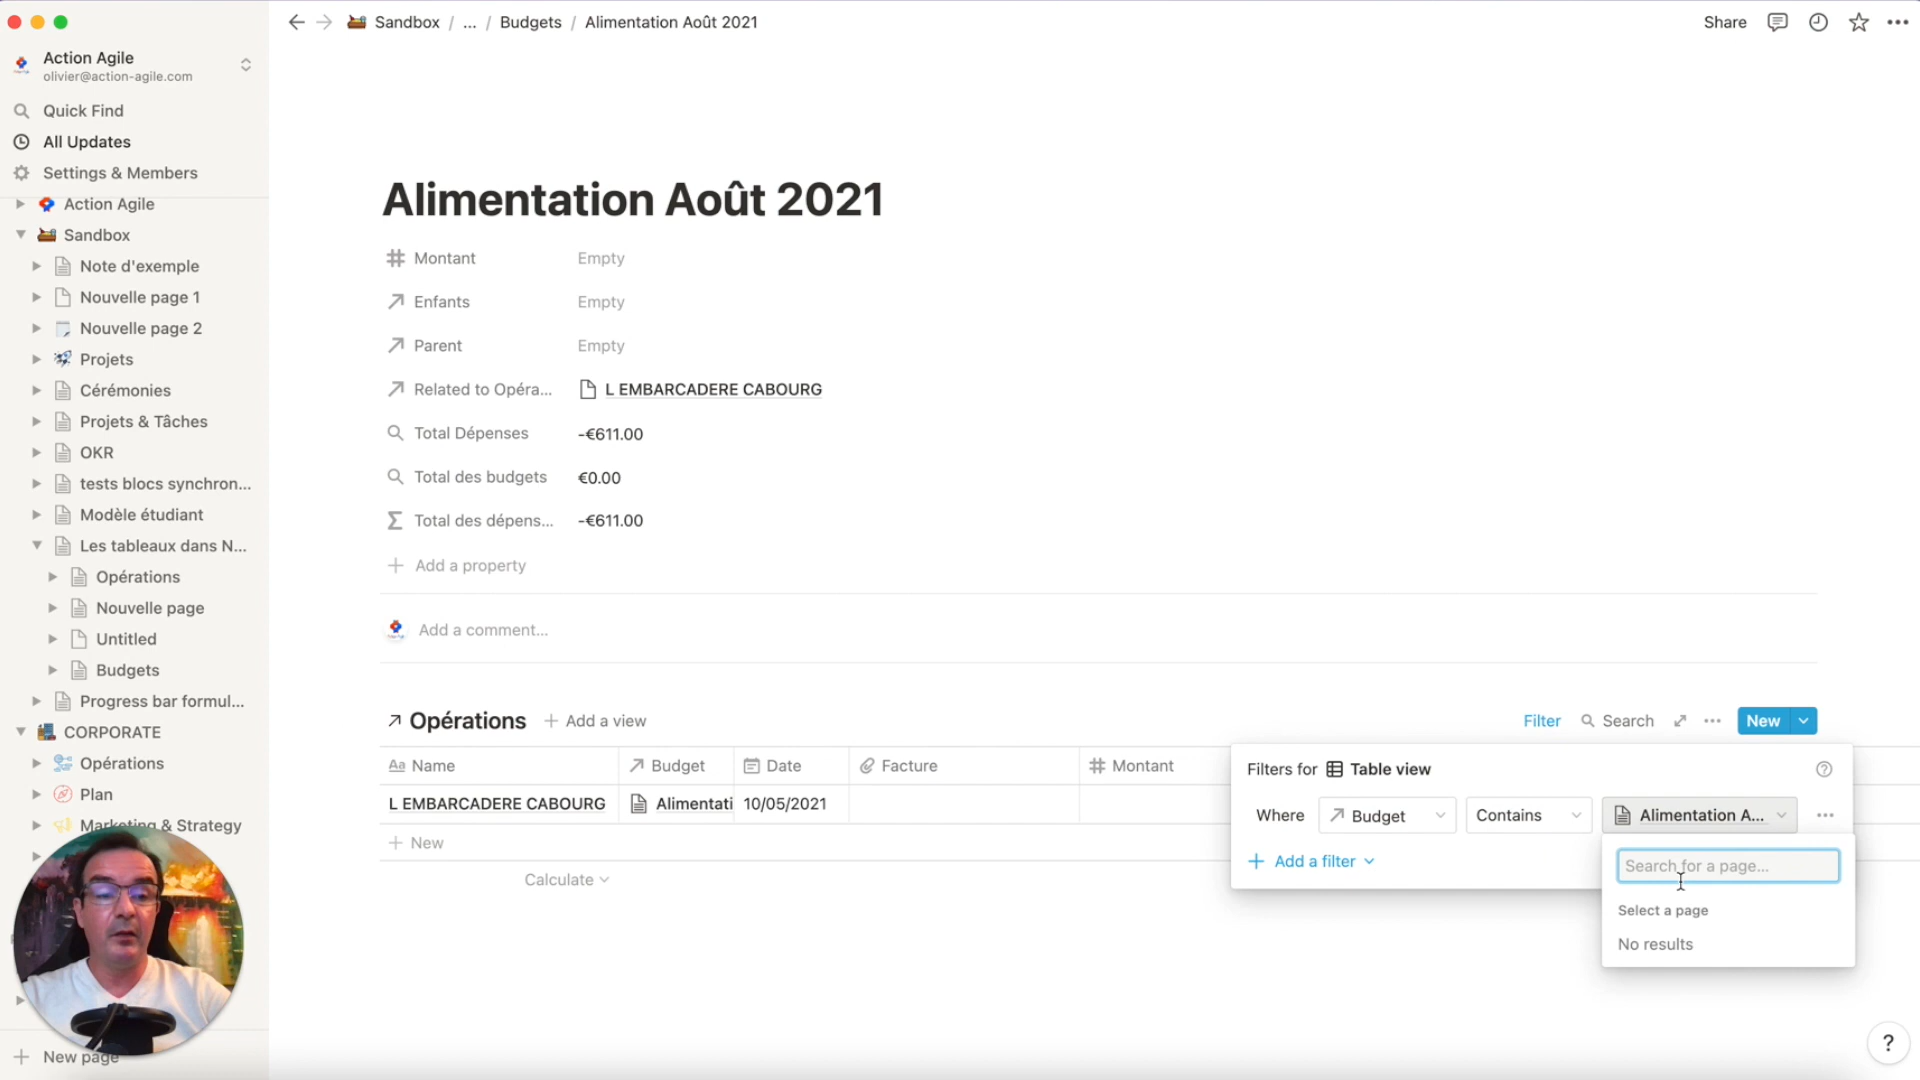 Sandbox / ... / Budgets / Alimentation Août 2021
Share
Action Agile
olivier@action-agile.com
Quick Find
All Updates
Settings & Members
Action Agile
Sandbox
Note d'exemple
Nouvelle page 1
Nouvelle page 2
Projets
Cérémonies
Projets & Tâches
OKR
tests blocs synchron...
Modèle étudiant
Les tableaux dans N...
Opérations
Nouvelle page
Untitled
Budgets
Progress bar formul...
CORPORATE
Opérations
Plan
Marketing & Strategy
New page
Alimentation Août 2021
Montant Empty
Enfants Empty
Parent Empty
Related to Opéra... L EMBARCADERE CABOURG
Total Dépenses -€611.00
Total des budgets €0.00
Total des dépens... -€611.00
Add a property
Add a comment...
Opérations + Add a view
Filter Search ... New
Aa Name Budget Date Facture # Montant
L EMBARCADERE CABOURG Alimentati 10/05/2021
+ New
Calculate
Filters for Table view
Where Budget Contains Alimentation A... ...
+ Add a filter
Search for a page...
Select a page
No results
?